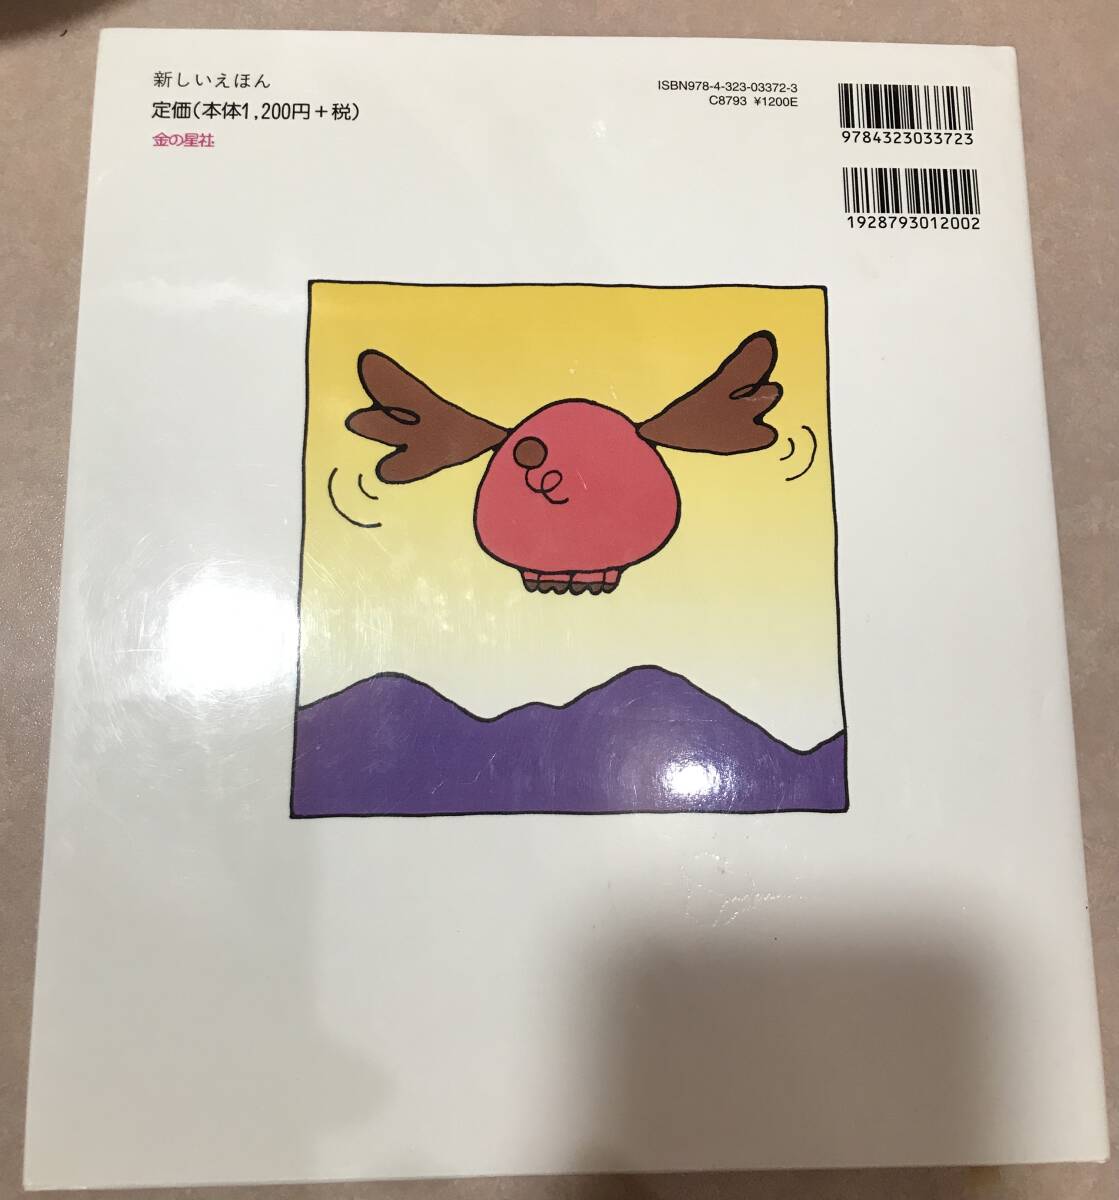 新しいえほん
定価(本体1,200円+税)
金の星社
ISBN978-4-323-03372-3
C8793 ¥1200E
9784323033723
1928793012002